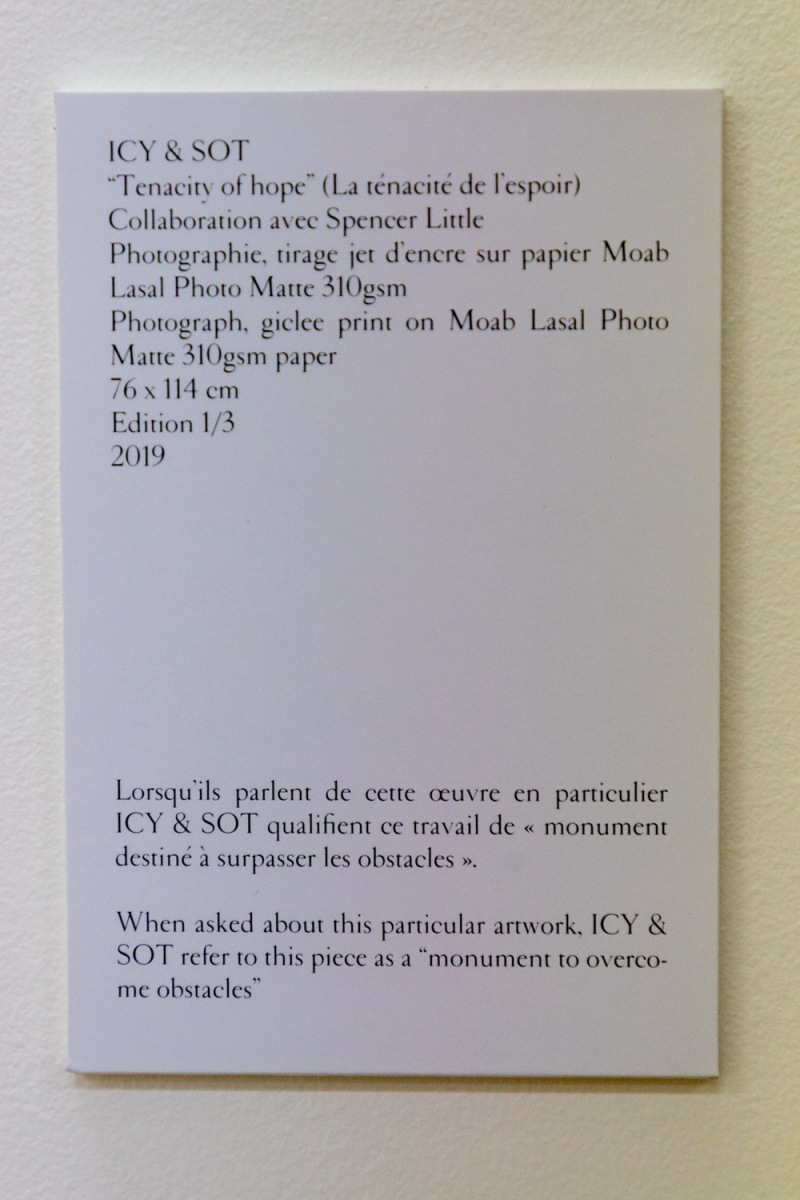 ICY & SOT
“Tenacity of hope” (La ténacité de l'espoir)
Collaboration avec Spencer Little
Photographie, tirage jet d'encre sur papier Moab
Lasal Photo Matte 310gsm
Photograph, giclee print on Moab Lasal Photo
Matte 310gsm paper
76 x 114 cm
Edition 1/3
2019
Lorsqu'ils parlent de cette œuvre en particulier
ICY & SOT qualifient ce travail de « monument
destiné à surpasser les obstacles ».
When asked about this particular artwork, ICY &
SOT refer to this piece as a “monument to overco-
me obstacles”